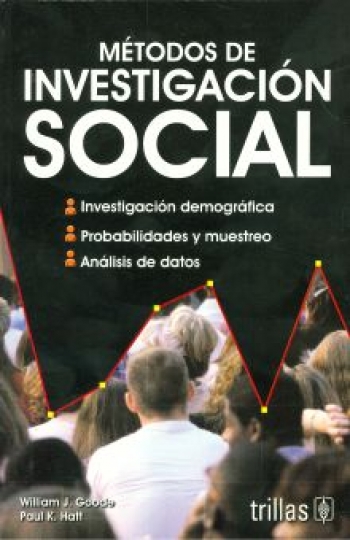 MÉTODOS DE
INVESTIGACIÓN
SOCIAL
Investigación demográfica
Probabilidades y muestreo
Análisis de datos
William J. Goode
Paul K. Hatt
trillas